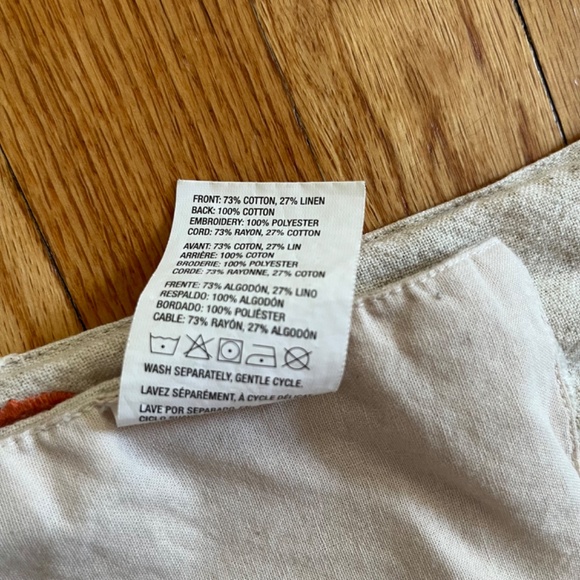 FRONT: 73% COTTON, 27% LINEN
BACK: 100% COTTON
EMBROIDERY: 100% POLYESTER
CORD: 73% RAYON, 27% COTTON
AVANT: 73% COTON, 27% LIN
ARRIÈRE: 100% COTON
BRODERIE: 100% POLYESTER
CORDE: 73% RAYONNE, 27% COTON
FRENTE: 73% ALGODÓN, 27% LINO
RESPALDO: 100% ALGODÓN
BORDADO: 100% POLIÉSTER
CABLE: 73% RAYÓN, 27% ALGODÓN
WASH SEPARATELY, GENTLE CYCLE.
LAVEZ SÉPARÉMENT, À CYCLE
LAVE POR SEPARADO
CICLO